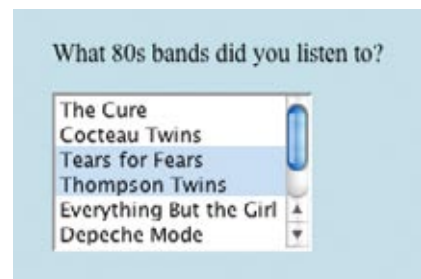 What 80s bands did you listen to?
The Cure
Cocteau Twins
Tears for Fears
Thompson Twins
Everything But the Girl
Depeche Mode